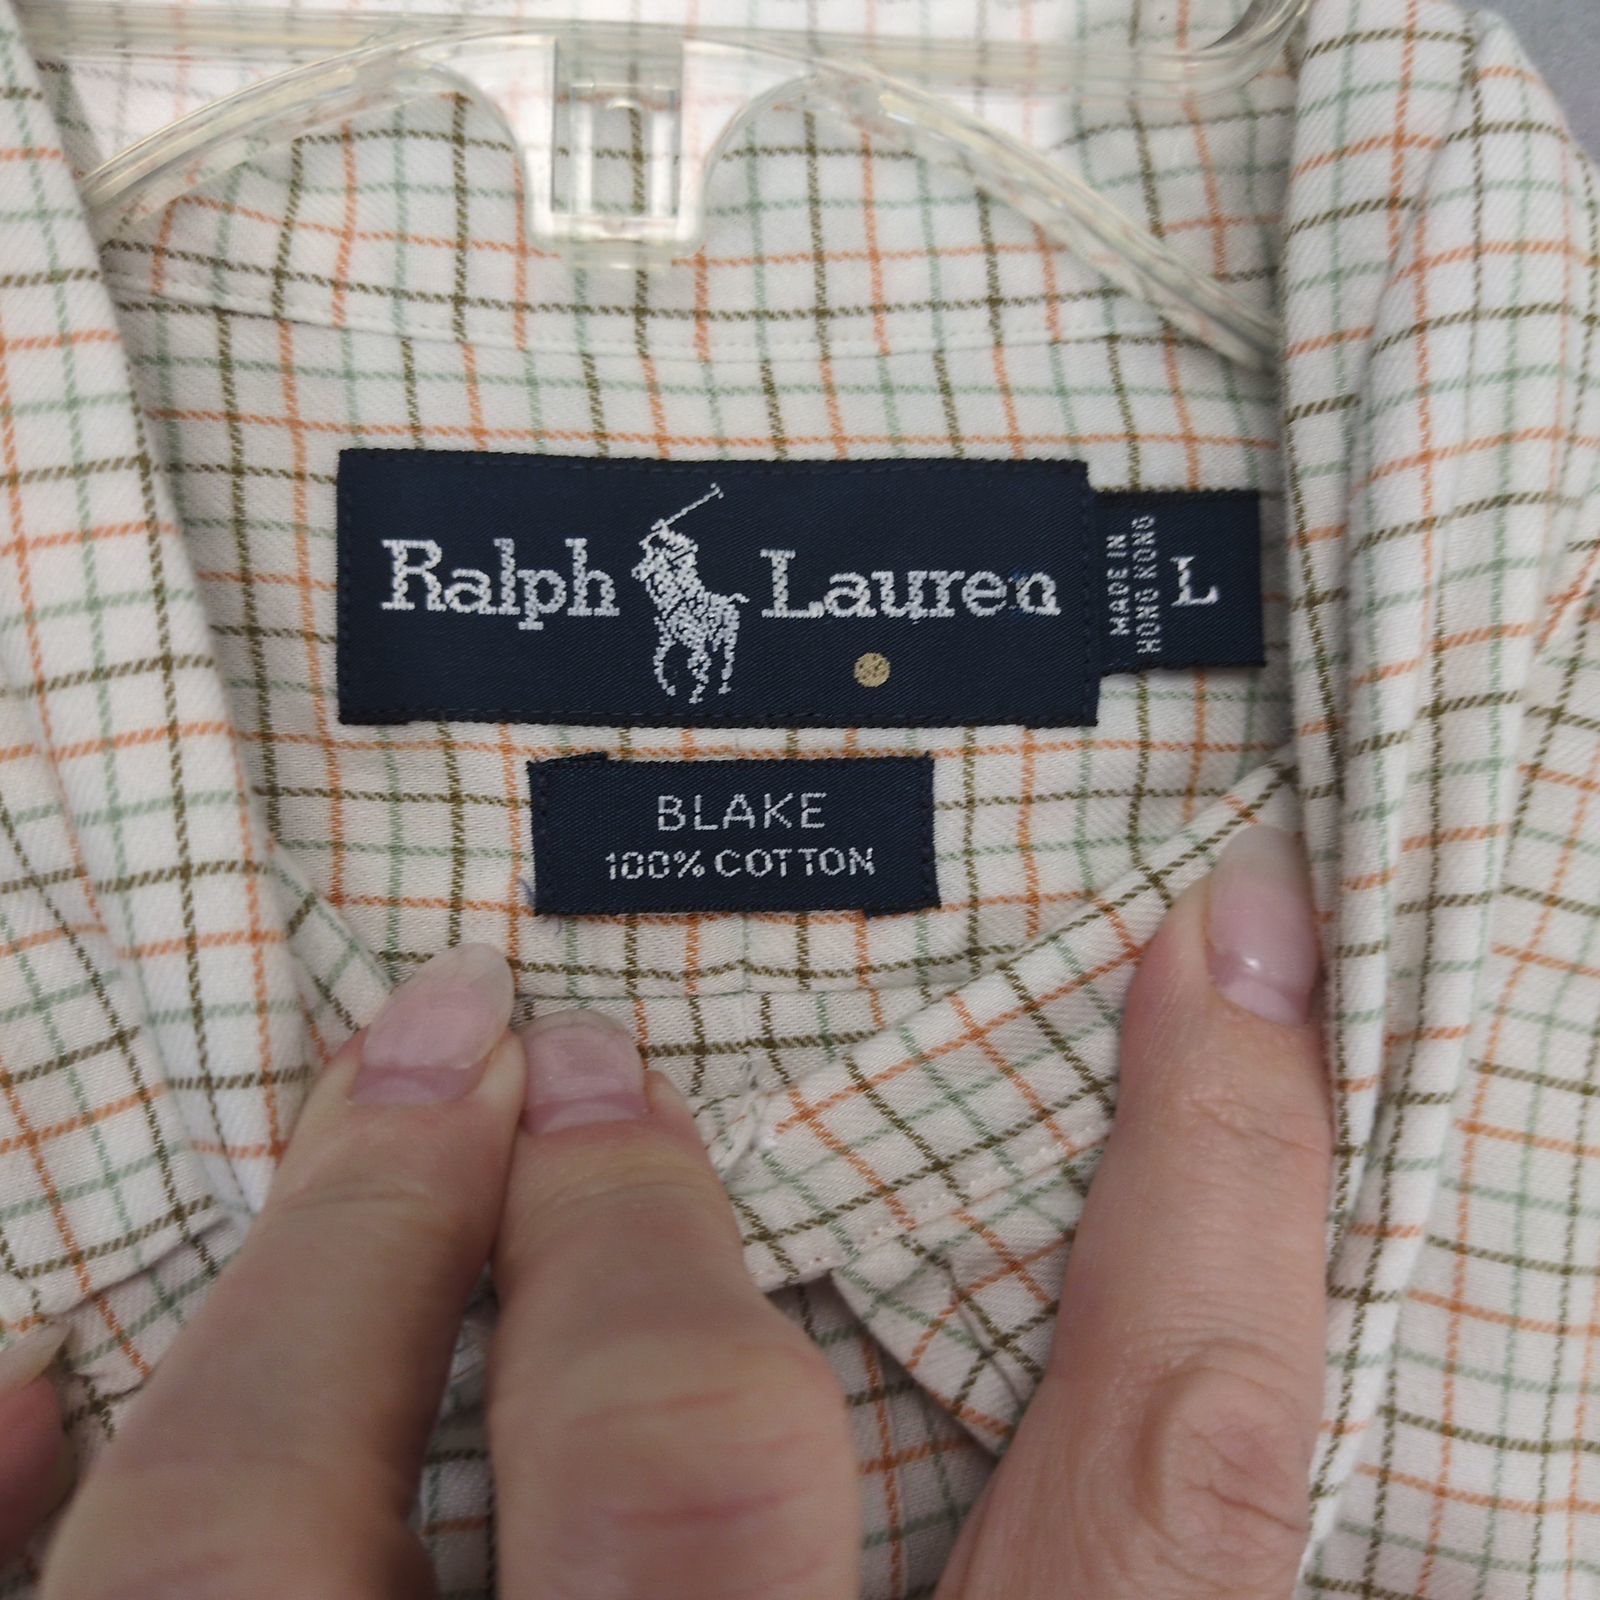 Ralph Lauren
MADE IN
HONG KONG
L
BLAKE
100% COTTON